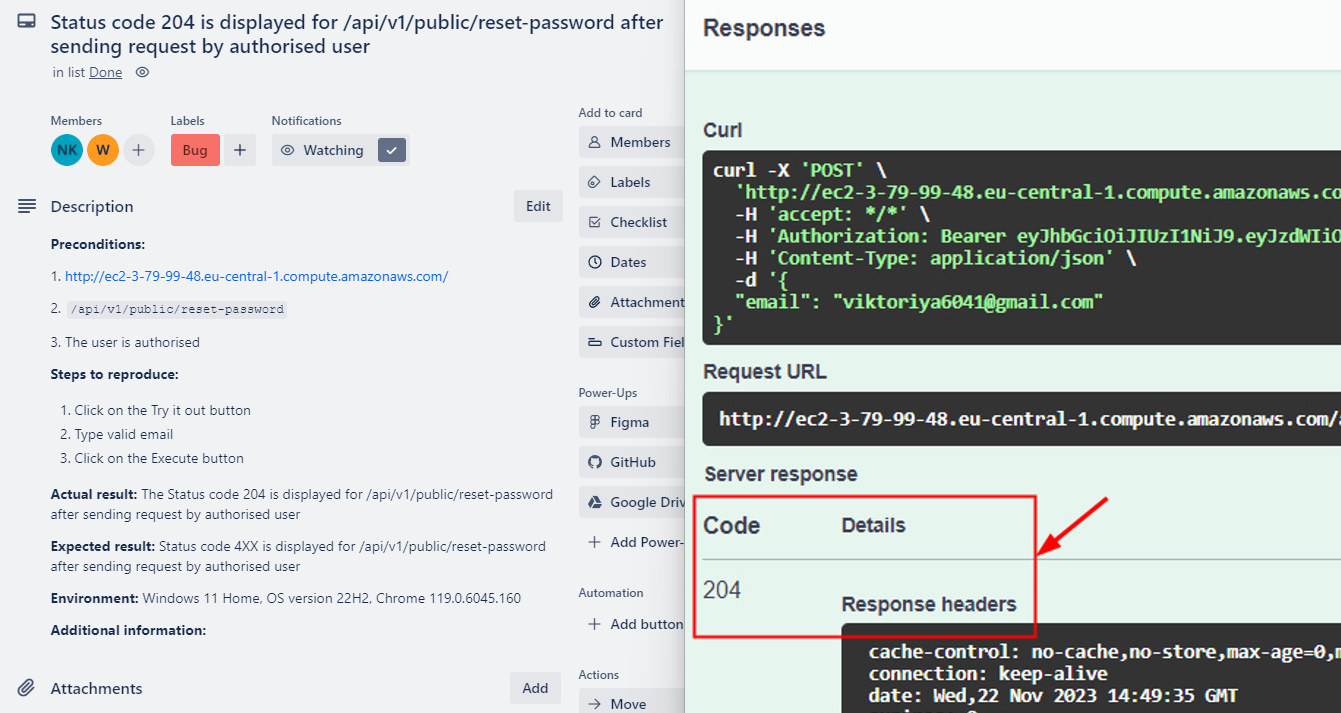 Status code 204 is displayed for /api/v1/public/reset-password after
sending request by authorised user
in list Done
Members
Labels
Notifications
NK
W
Bug
Watching
Description
Edit
Preconditions:
1. http://ec2-3-79-99-48.eu-central-1.compute.amazonaws.com/
2. /api/v1/public/reset-password
3. The user is authorised
Steps to reproduce:
1. Click on the Try it out button
2. Type valid email
3. Click on the Execute button
Actual result: The Status code 204 is displayed for /api/v1/public/reset-password
after sending request by authorised user
Expected result: Status code 4XX is displayed for /api/v1/public/reset-password
after sending request by authorised user
Environment: Windows 11 Home, OS version 22H2, Chrome 119.0.6045.160
Additional information:
Attachments
Add
Add to card
Members
Labels
Checklist
Dates
Attachment
Custom Fiel
Power-Ups
Figma
GitHub
Google Driv
+ Add Power-
Automation
+ Add button
Actions
Move
Responses
Curl
curl -X 'POST' \
'http://ec2-3-79-99-48.eu-central-1.compute.amazonaws.co
-H 'accept: */*' \
-H 'Authorization: Bearer eyJhbGciOiJIUzI1NiJ9.eyJzdWIiO
-H 'Content-Type: application/json' \
-d '{
"email": "viktoriya6041@gmail.com"
}'
Request URL
http://ec2-3-79-99-48.eu-central-1.compute.amazonaws.com/
Server response
Code
Details
204
Response headers
cache-control: no-cache,no-store,max-age=0,m
connection: keep-alive
date: Wed,22 Nov 2023 14:49:35 GMT